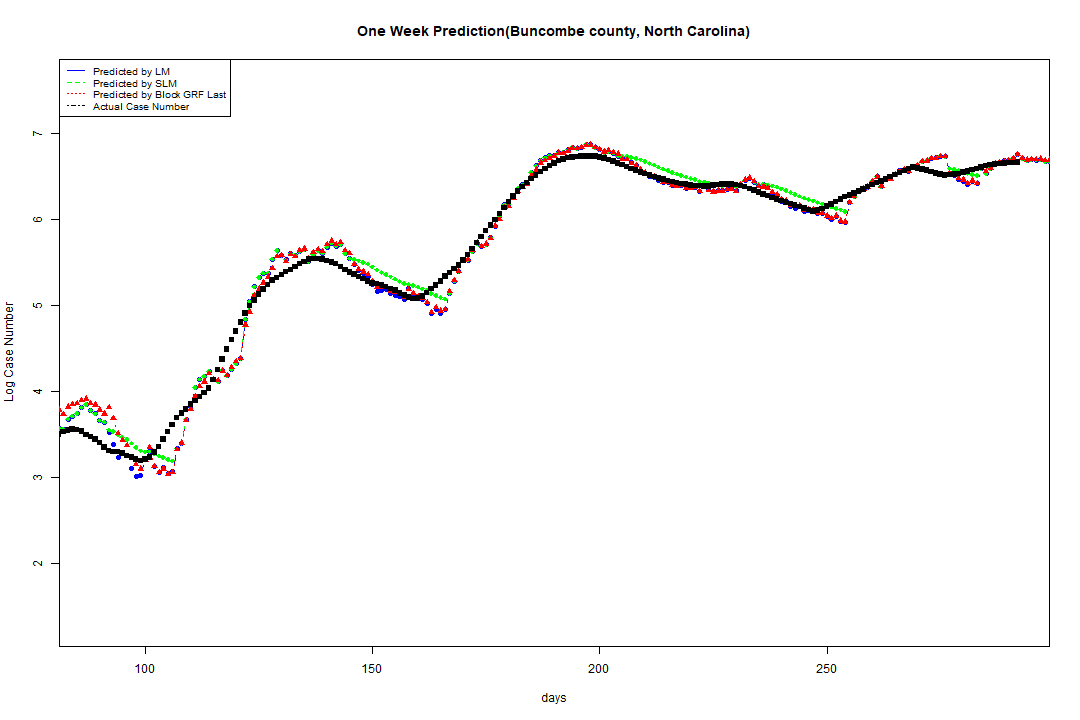 One Week Prediction(Buncombe county, North Carolina)
Predicted by LM
Predicted by SLM
Predicted by Block GRF Last
Actual Case Number
7
6
5
4
3
2
Log Case Number
100 150 200 250
days